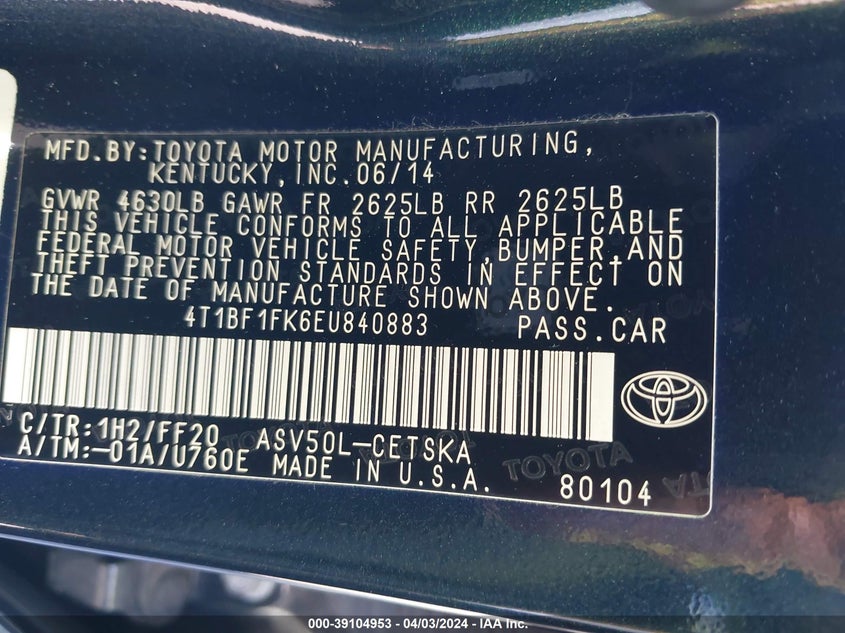 MFD.BY:TOYOTA MOTOR MANUFACTURING,
KENTUCKY,INC.06/14
GVWR 4630LB GAWR FR 2625LB RR 2625LB
THIS VEHICLE CONFORMS TO ALL APPLICABLE
FEDERAL MOTOR VEHICLE SAFETY,BUMPER,AND
THEFT PREVENTION STANDARDS IN EFFECT ON
THE DATE OF MANUFACTURE SHOWN ABOVE.
4T1BF1FK6EU840883 PASS.CAR
C/TR:1H2/FF20 ASV50L-CETSKA
A/TM:-01A/U760E MADE IN U.S.A. 80104
TOYOTA
000-39104953 - 04/03/2024 - IAA Inc.